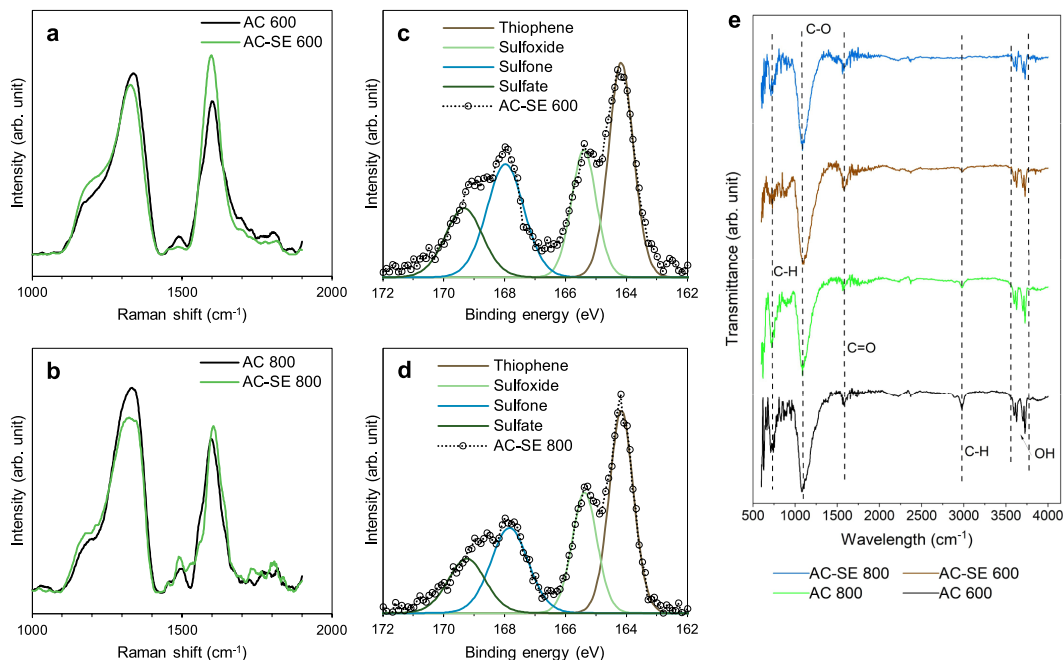 a
AC 600
AC-SE 600
Intensity (arb. unit)
1000
1500
2000
Raman shift (cm-1)
b
AC 800
AC-SE 800
Intensity (arb. unit)
1000
1500
2000
Raman shift (cm-1)
c
Thiophene
Sulfoxide
Sulfone
Sulfate
AC-SE 600
Intensity (arb. unit)
172 170 168 166 164 162
Binding energy (eV)
d
Thiophene
Sulfoxide
Sulfone
Sulfate
AC-SE 800
Intensity (arb. unit)
172 170 168 166 164 162
Binding energy (eV)
e
C-O
C-H
C=O
C-H
OH
Transmittance (arb. unit)
500 1000 1500 2000 2500 3000 3500 4000
Wavelength (cm-1)
AC-SE 800 AC-SE 600
AC 800 AC 600